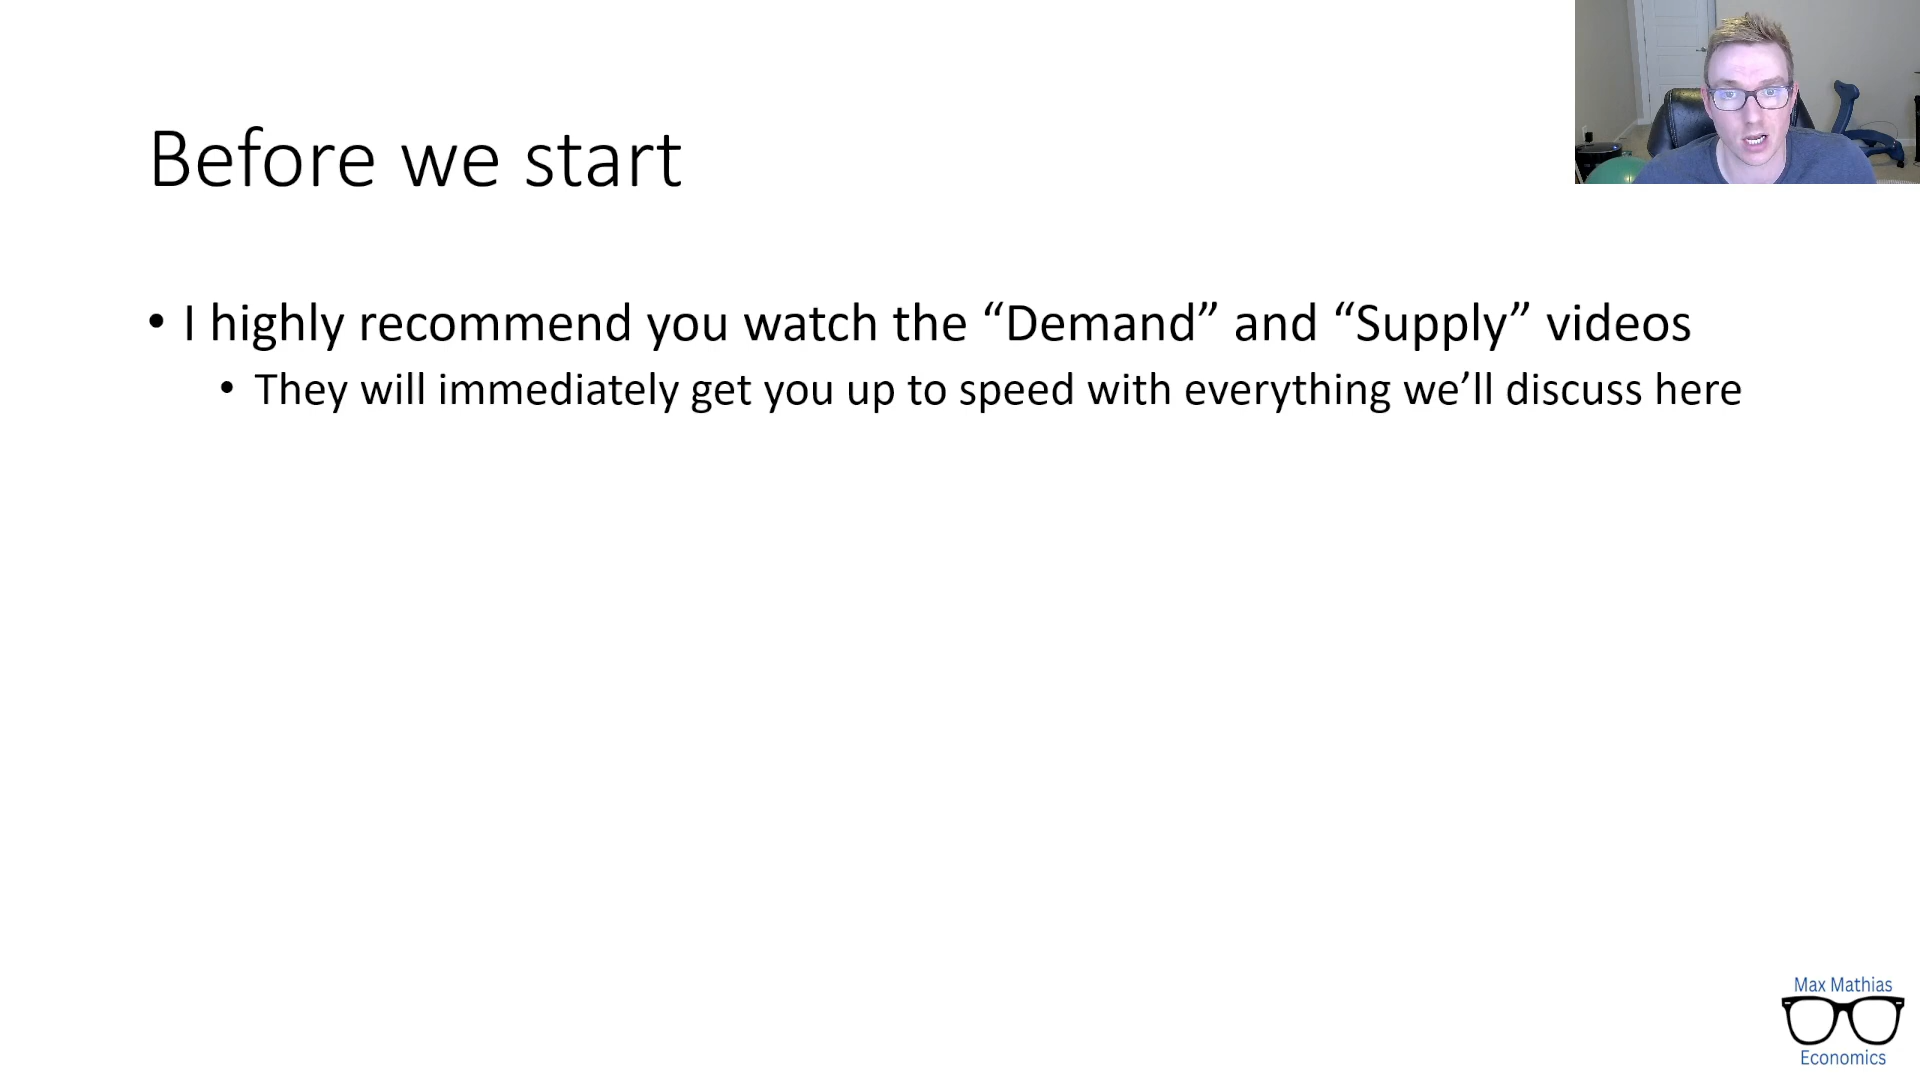 Before we start
• I highly recommend you watch the “Demand” and “Supply” videos
• They will immediately get you up to speed with everything we’ll discuss here
Max Mathias
Economics